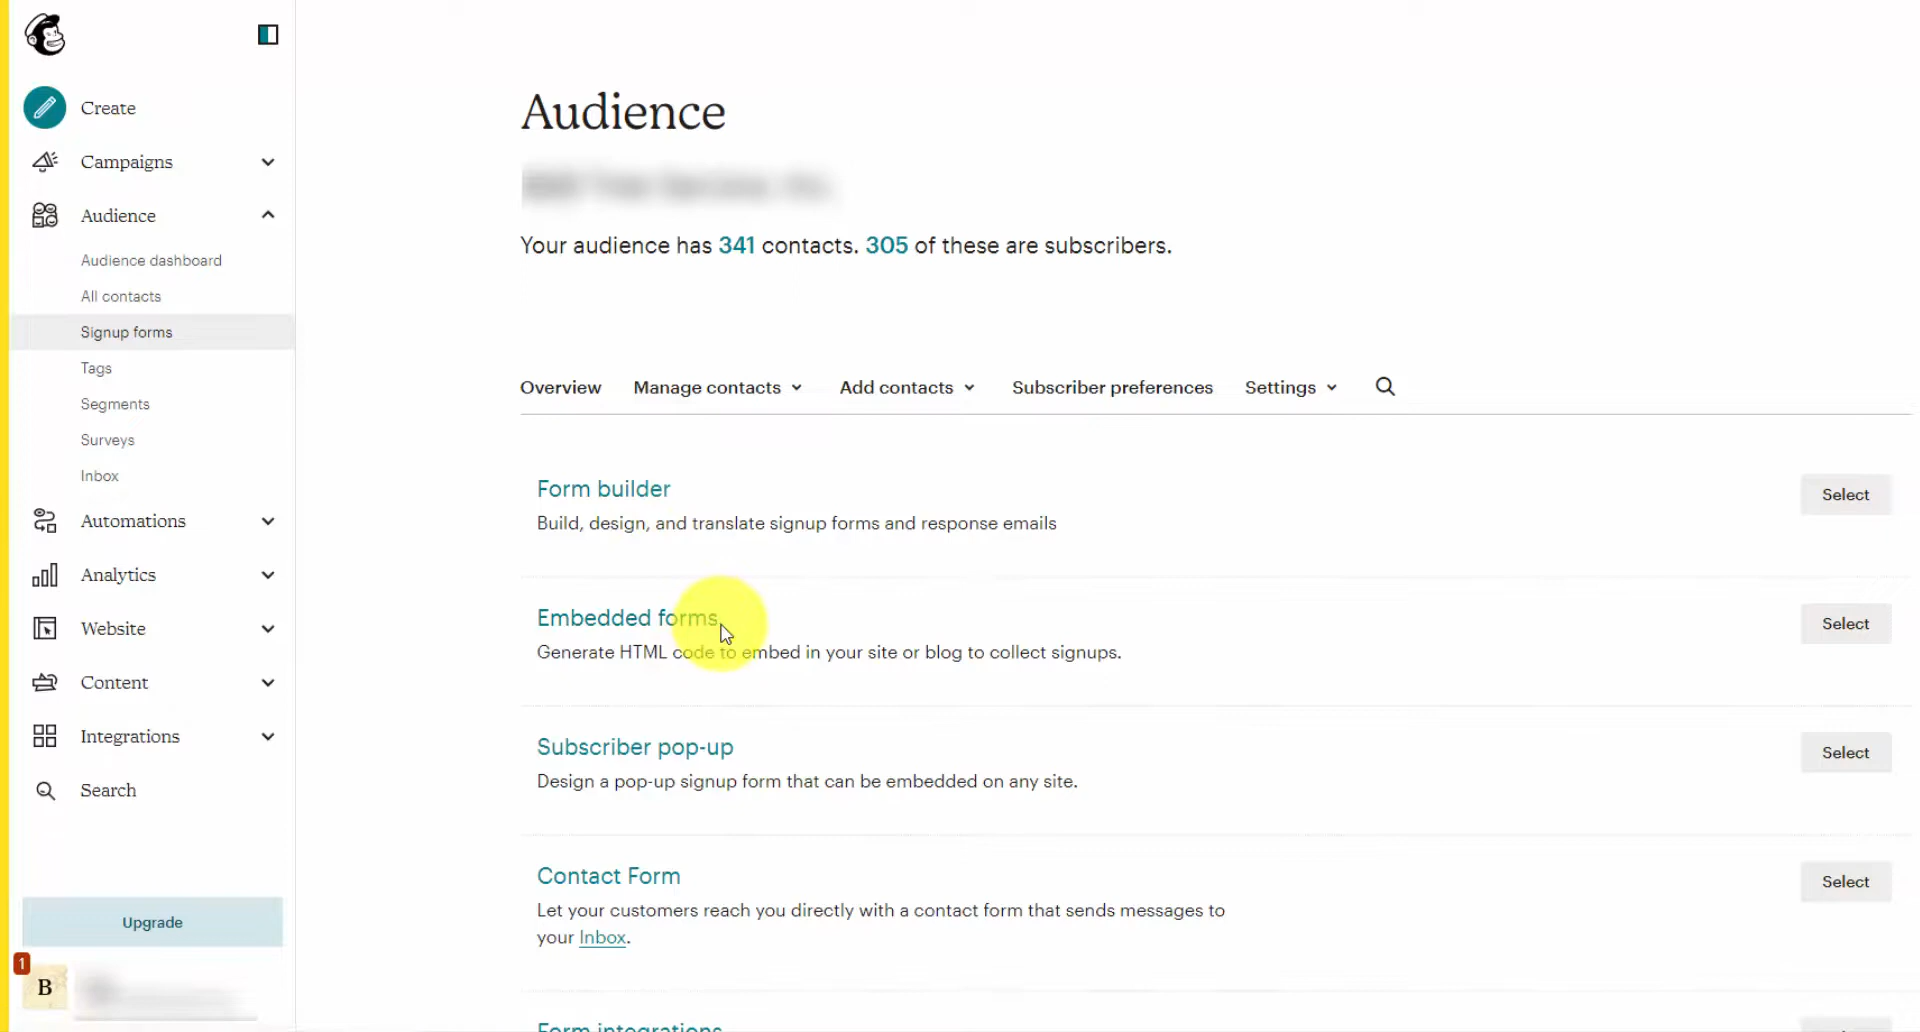 Create
Campaigns
Audience
Audience dashboard
All contacts
Signup forms
Tags
Segments
Surveys
Inbox
Automations
Analytics
Website
Content
Integrations
Search
Upgrade
1
B
Audience
Your audience has 341 contacts. 305 of these are subscribers.
Overview Manage contacts Add contacts Subscriber preferences Settings
Form builder
Build, design, and translate signup forms and response emails
Select
Embedded forms
Generate HTML code to embed in your site or blog to collect signups.
Select
Subscriber pop-up
Design a pop-up signup form that can be embedded on any site.
Select
Contact Form
Let your customers reach you directly with a contact form that sends messages to
your Inbox.
Select
Form integrations